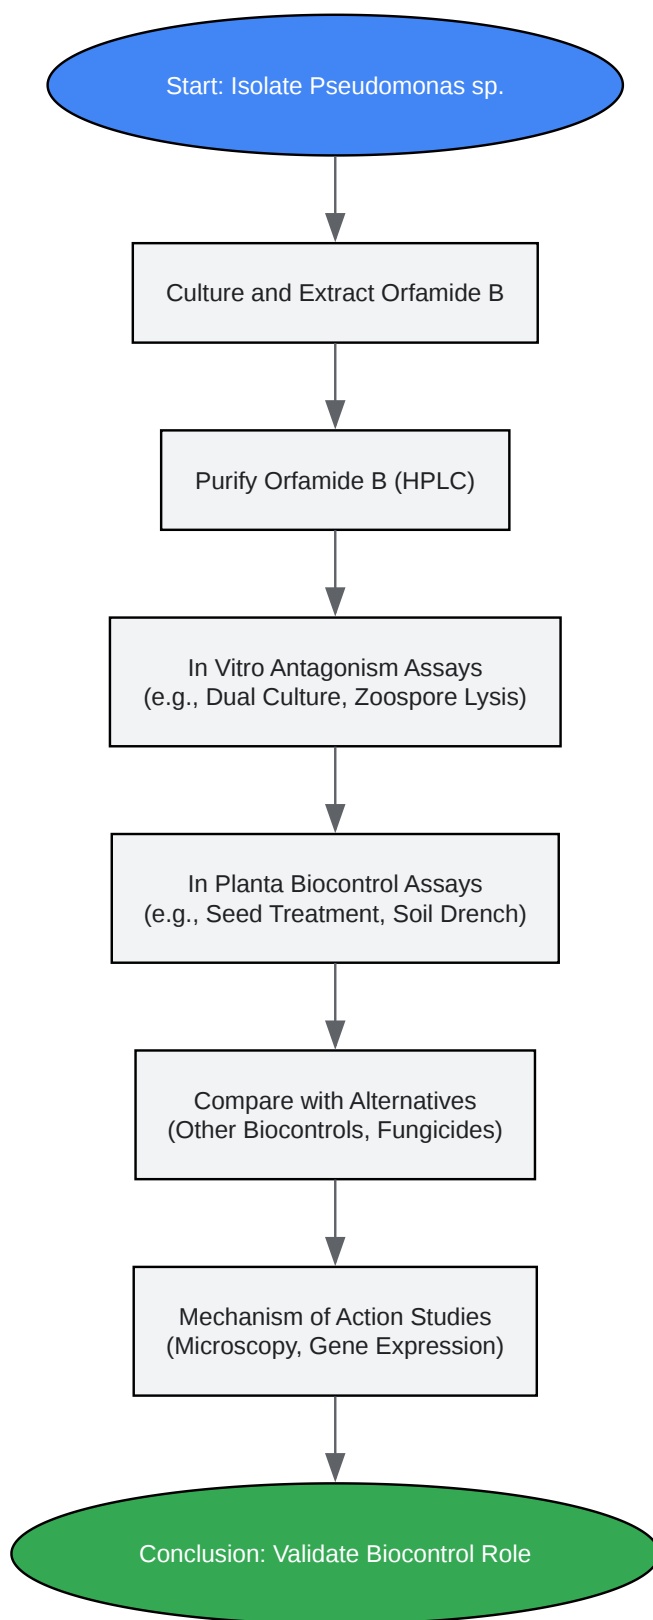 Start: Isolate Pseudomonas sp.
Culture and Extract Orfamide B
Purify Orfamide B (HPLC)
In Vitro Antagonism Assays
(e.g., Dual Culture, Zoospore Lysis)
In Planta Biocontrol Assays
(e.g., Seed Treatment, Soil Drench)
Compare with Alternatives
(Other Biocontrols, Fungicides)
Mechanism of Action Studies
(Microscopy, Gene Expression)
Conclusion: Validate Biocontrol Role